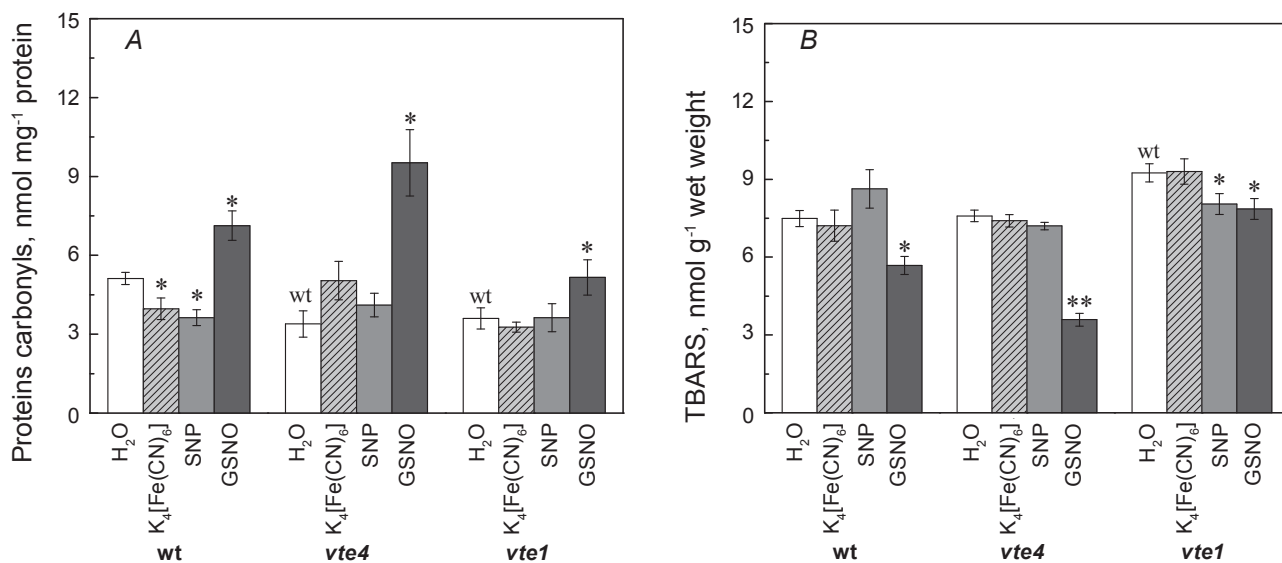 A
Proteins carbonyls, nmol mg⁻¹ protein
15
12
9
6
3
0
*
*
*
wt
*
wt
*
H₂O
K₄[Fe(CN)₆]
SNP
GSNO
H₂O
K₄[Fe(CN)₆]
SNP
GSNO
H₂O
K₄[Fe(CN)₆]
SNP
GSNO
wt
vte4
vte1
B
TBARS, nmol g⁻¹ wet weight
15
12
9
6
3
0
*
**
wt
*
*
H₂O
K₄[Fe(CN)₆]
SNP
GSNO
H₂O
K₄[Fe(CN)₆]
SNP
GSNO
H₂O
K₄[Fe(CN)₆]
SNP
GSNO
wt
vte4
vte1